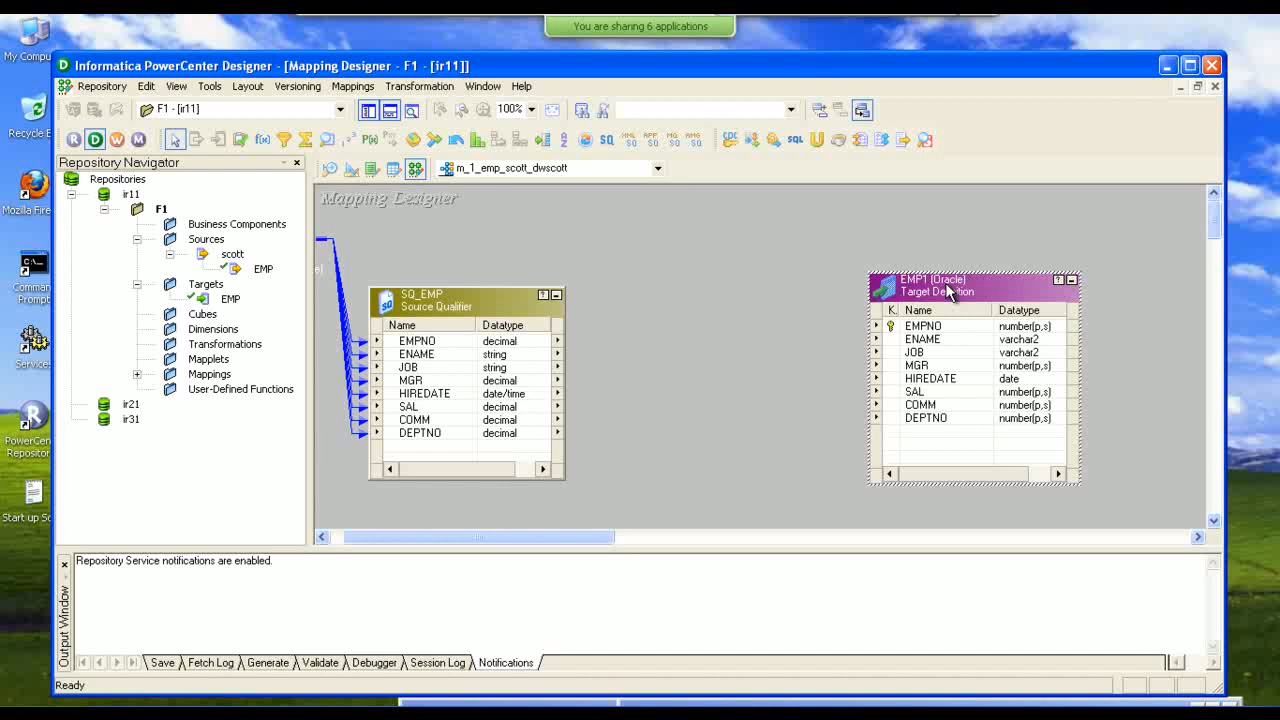 You are sharing 6 applications
My Compu
Recycle B
Mozilla Firef
Command
Prompt
Services
PowerCen
Repositor
Start up Sc
Informatica PowerCenter Designer - [Mapping Designer - F1 - [ir11]]
Repository Edit View Tools Layout Versioning Window Help
F1 - [ir11]
100%
m_1_emp_scott_dwscott
Repository Navigator
Repositories
ir11
F1
Business Components
Sources
scott
EMP
Targets
EMP
Cubes
Dimensions
Transformations
Mapplets
Mappings
User-Defined Functions
ir21
ir31
Mapping Designer
SQ_EMP
Source Qualifier
Name Datatype
EMPNO decimal
ENAME string
JOB string
MGR decimal
HIREDATE date/time
SAL decimal
COMM decimal
DEPTNO decimal
EMP1 (Oracle)
Target Definition
K. Name Datatype
EMPNO number(p,s)
ENAME varchar2
JOB varchar2
MGR number(p,s)
HIREDATE date
SAL number(p,s)
COMM number(p,s)
DEPTNO number(p,s)
Repository Service notifications are enabled.
Output Window
Save Fetch Log Generate Validate Debugger Session Log Notifications
Ready